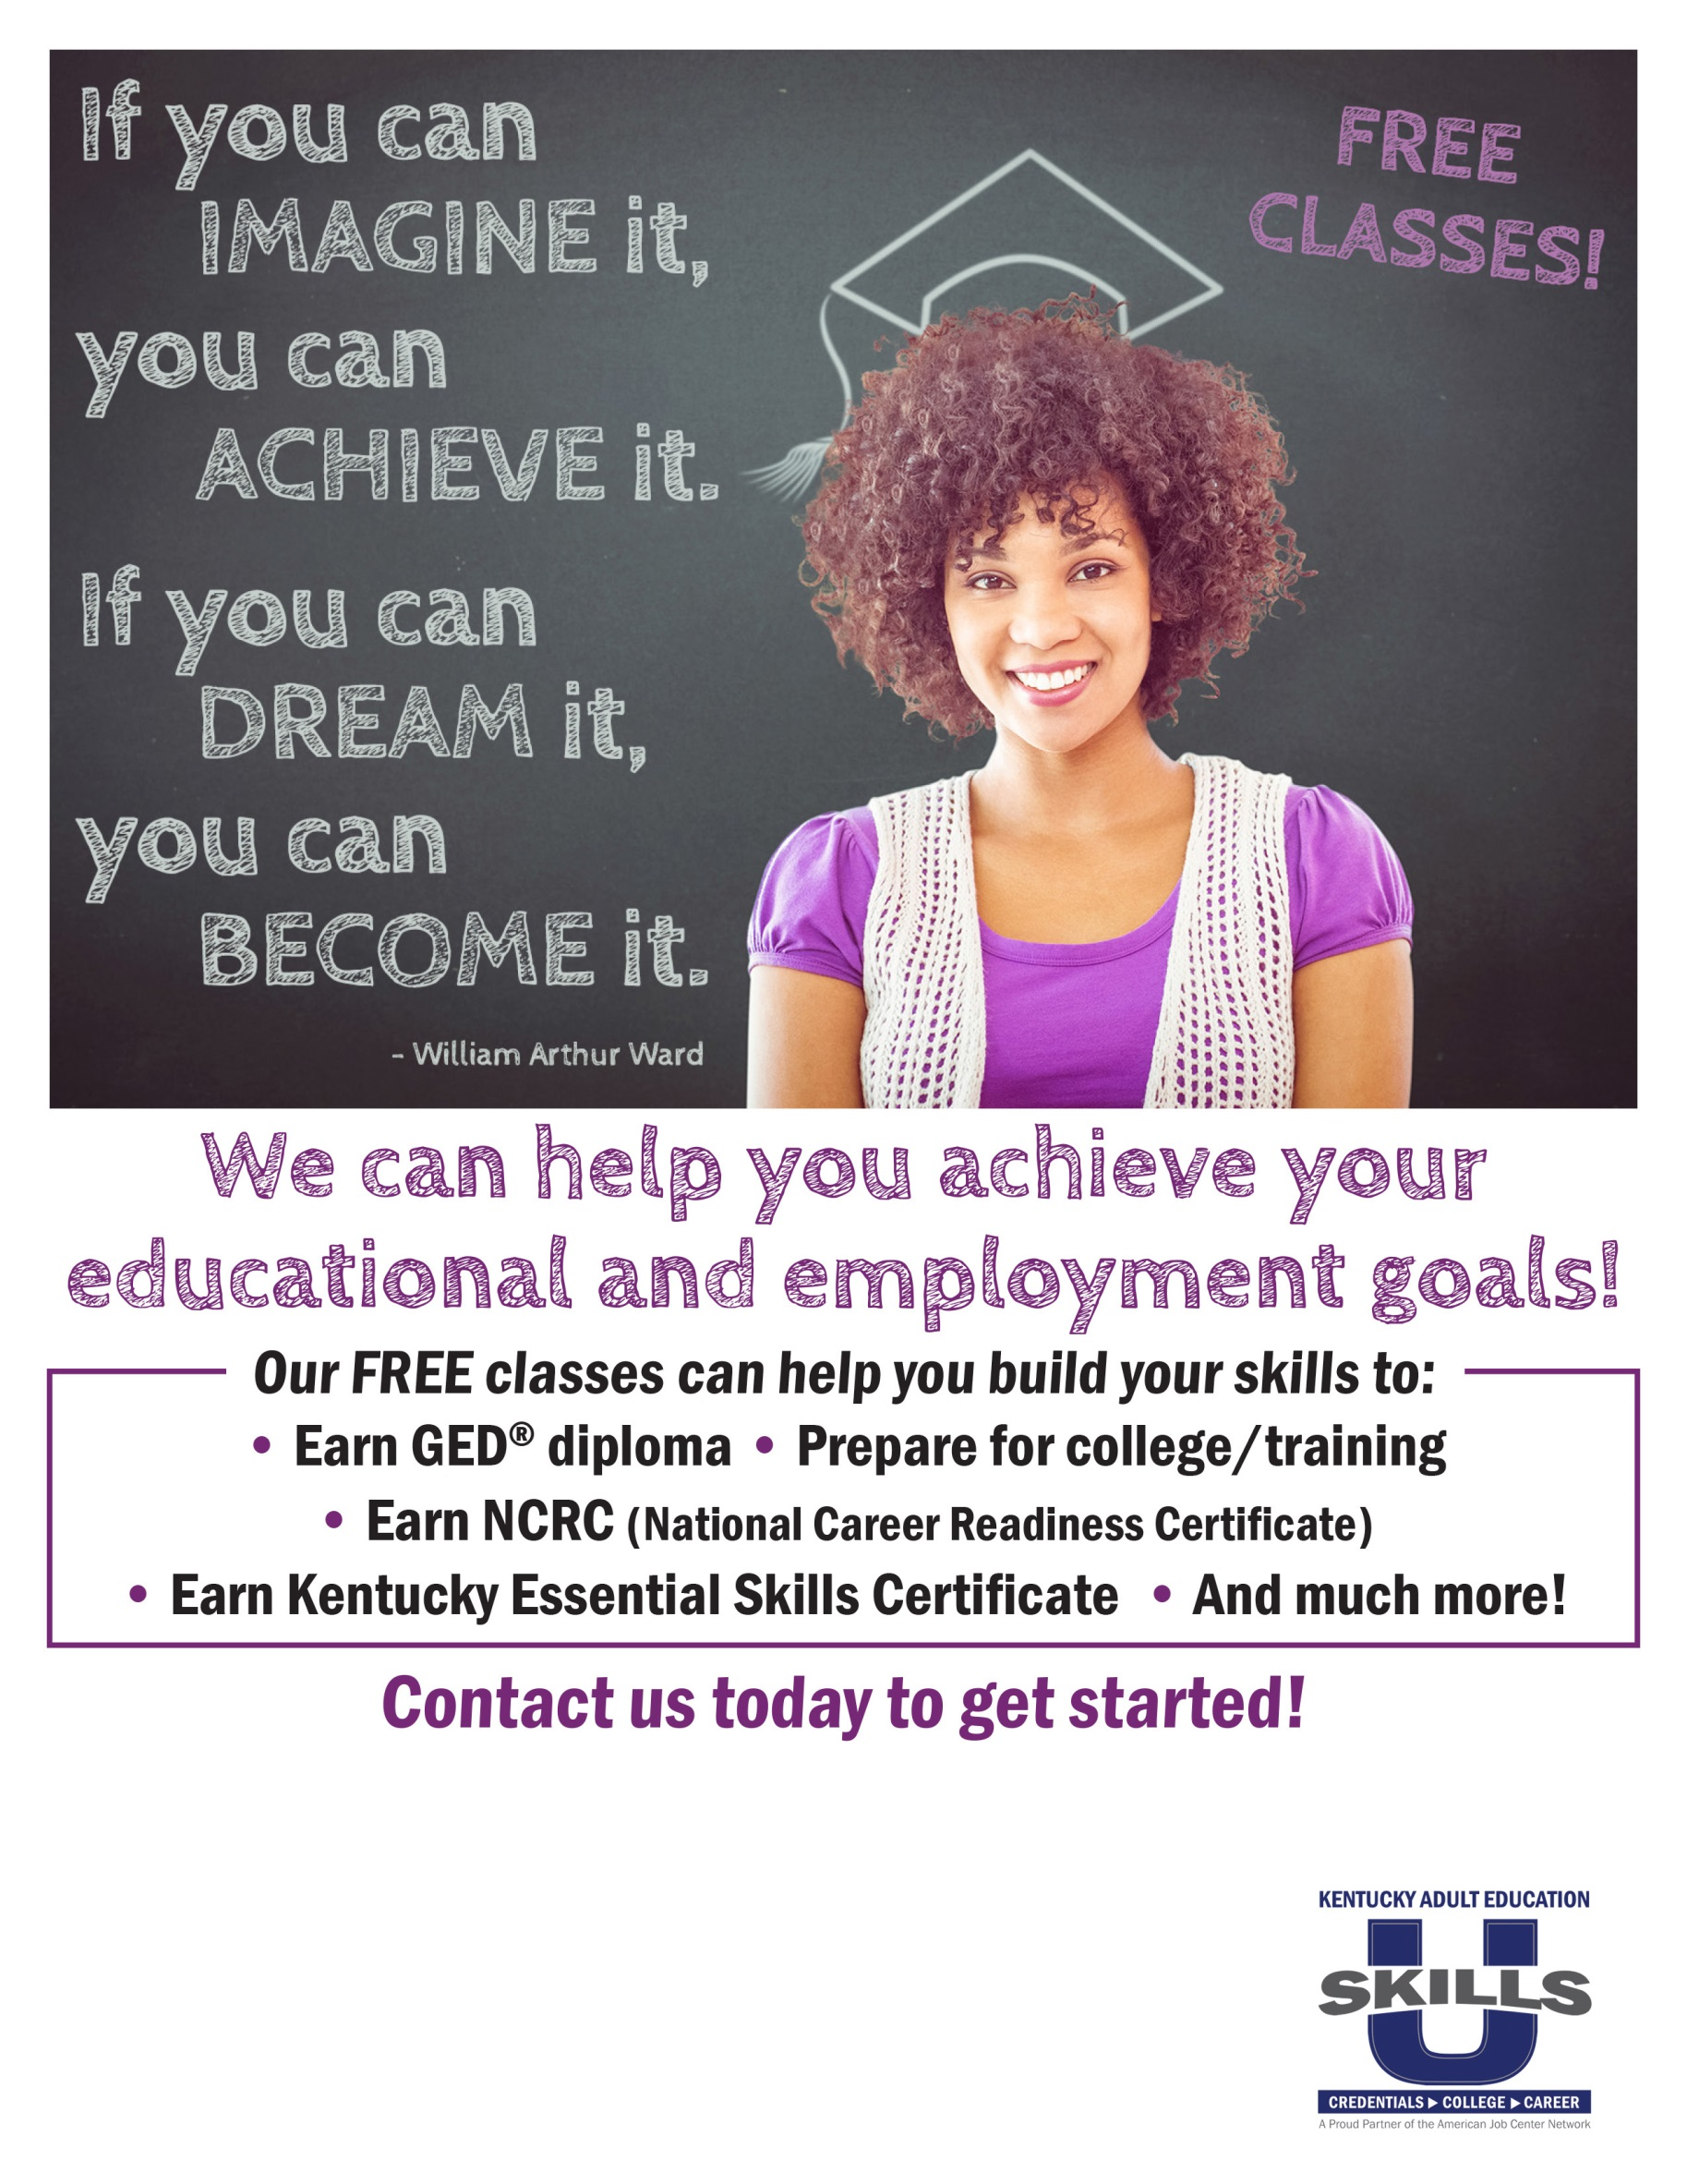 If you can
IMAGINE it,
you can
ACHIEVE it.
If you can
DREAM it,
you can
BECOME it.
- William Arthur Ward
FREE
CLASSES!
We can help you achieve your
educational and employment goals!
Our FREE classes can help you build your skills to:
• Earn GED® diploma • Prepare for college/training
• Earn NCRC (National Career Readiness Certificate)
• Earn Kentucky Essential Skills Certificate • And much more!
Contact us today to get started!
KENTUCKY ADULT EDUCATION
SKILLS
U
CREDENTIALS ▶ COLLEGE ▶ CAREER
A Proud Partner of the American Job Center Network